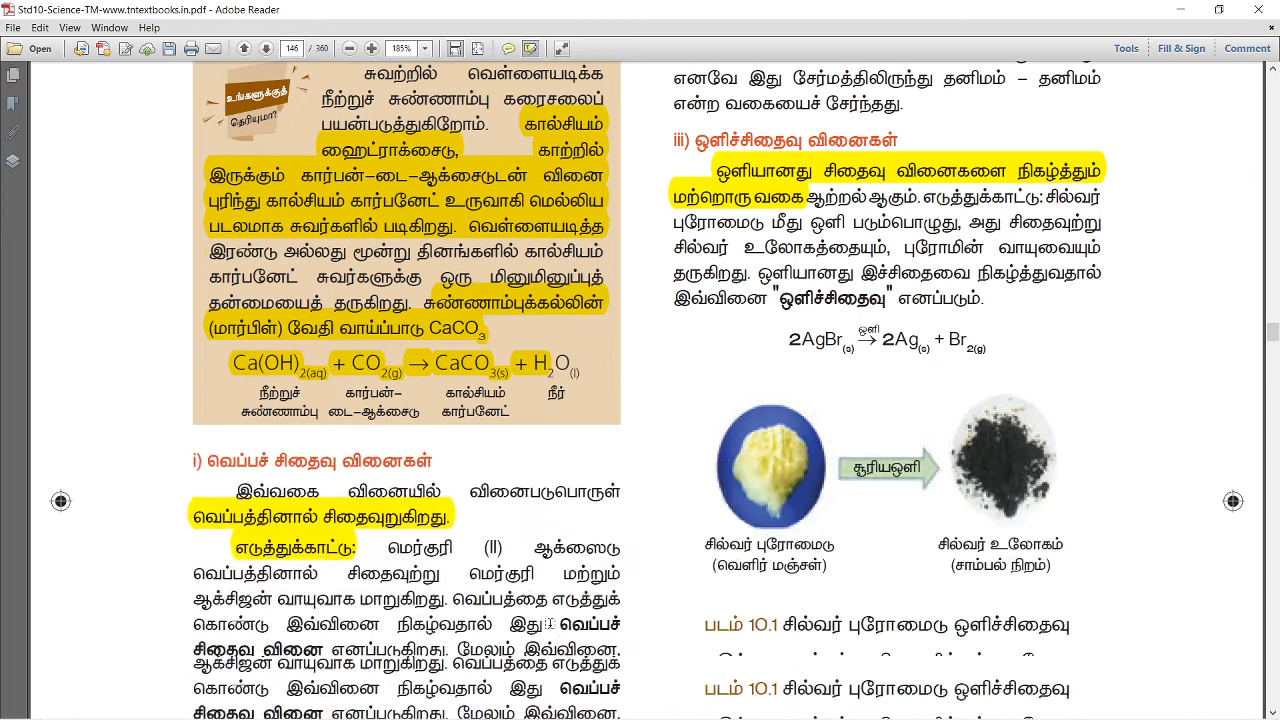 Std10-Science-TM-www.tntextbooks.in.pdf - Adobe Reader
File Edit View Window Help
Open 146 / 360 185% Tools Fill & Sign Comment
உங்களுக்குத் தெரியுமா?
சுவற்றில் வெள்ளையடிக்க
நீற்றுச் சுண்ணாம்பு கரைசலைப்
பயன்படுத்துகிறோம். கால்சியம்
ஹைட்ராக்சைடு, காற்றில்
இருக்கும் கார்பன்–டை–ஆக்சைடுடன் வினை
புரிந்து கால்சியம் கார்பனேட் உருவாகி மெல்லிய
படலமாக சுவர்களில் படிகிறது. வெள்ளையடித்த
இரண்டு அல்லது மூன்று தினங்களில் கால்சியம்
கார்பனேட் சுவர்களுக்கு ஒரு மினுமினுப்புத்
தன்மையைத் தருகிறது. சுண்ணாம்புக்கல்லின்
(மார்பிள்) வேதி வாய்ப்பாடு CaCO₃
Ca(OH)₂(aq) + CO₂(g) → CaCO₃(s) + H₂O(l)
நீற்றுச் கார்பன்– கால்சியம் நீர்
சுண்ணாம்பு டை–ஆக்சைடு கார்பனேட்
i) வெப்பச் சிதைவு வினைகள்
இவ்வகை வினையில் வினைபடுபொருள்
வெப்பத்தினால் சிதைவுறுகிறது.
எடுத்துக்காட்டு: மெர்குரி (II) ஆக்ஸைடு
வெப்பத்தினால் சிதைவுற்று மெர்குரி மற்றும்
ஆக்சிஜன் வாயுவாக மாறுகிறது. வெப்பத்தை எடுத்துக்
கொண்டு இவ்வினை நிகழ்வதால் இது வெப்பச்
சிதைவு வினை எனப்படுகிறது. மேலும் இவ்வினை,
ஆக்சிஜன் வாயுவாக மாறுகிறது. வெப்பத்தை எடுத்துக்
கொண்டு இவ்வினை நிகழ்வதால் இது வெப்பச்
சிதைவு வினை எனப்படுகிறது. மேலும் இவ்வினை,
எனவே இது சேர்மத்திலிருந்து தனிமம் – தனிமம்
என்ற வகையைச் சேர்ந்தது.
iii) ஒளிச்சிதைவு வினைகள்
ஒளியானது சிதைவு வினைகளை நிகழ்த்தும்
மற்றொரு வகை ஆற்றல் ஆகும். எடுத்துக்காட்டு: சில்வர்
புரோமைடு மீது ஒளி படும்பொழுது, அது சிதைவுற்று
சில்வர் உலோகத்தையும், புரோமின் வாயுவையும்
தருகிறது. ஒளியானது இச்சிதைவை நிகழ்த்துவதால்
இவ்வினை "ஒளிச்சிதைவு" எனப்படும்.
2AgBr(s) ஒளி→ 2Ag(s) + Br₂(g)
சூரியஒளி
சில்வர் புரோமைடு சில்வர் உலோகம்
(வெளிர் மஞ்சள்) (சாம்பல் நிறம்)
படம் 10.1 சில்வர் புரோமைடு ஒளிச்சிதைவு
படம் 10.1 சில்வர் புரோமைடு ஒளிச்சிதைவு